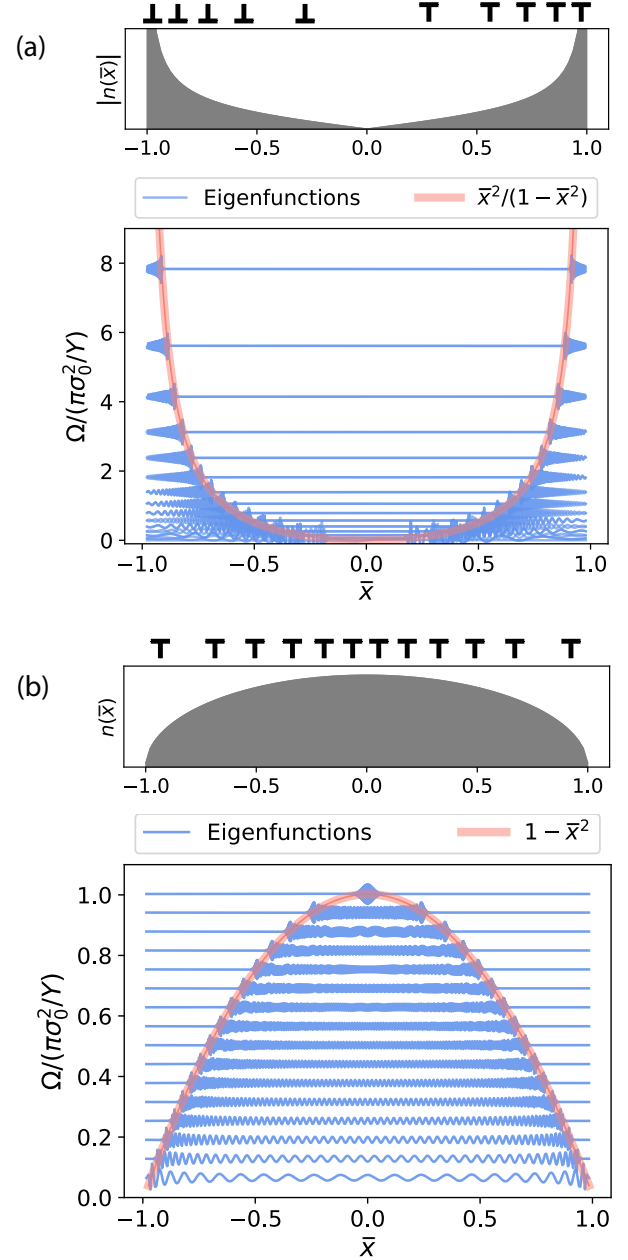 (a)
|n(x̅)|
−1.0 −0.5 0.0 0.5 1.0
Eigenfunctions x̅²/(1 − x̅²)
Ω/(πσ₀²/Y)
8
6
4
2
0
−1.0 −0.5 0.0 0.5 1.0
x̅
(b)
n(x̅)
−1.0 −0.5 0.0 0.5 1.0
Eigenfunctions 1 − x̅²
Ω/(πσ₀²/Y)
1.0
0.8
0.6
0.4
0.2
0.0
−1.0 −0.5 0.0 0.5 1.0
x̅